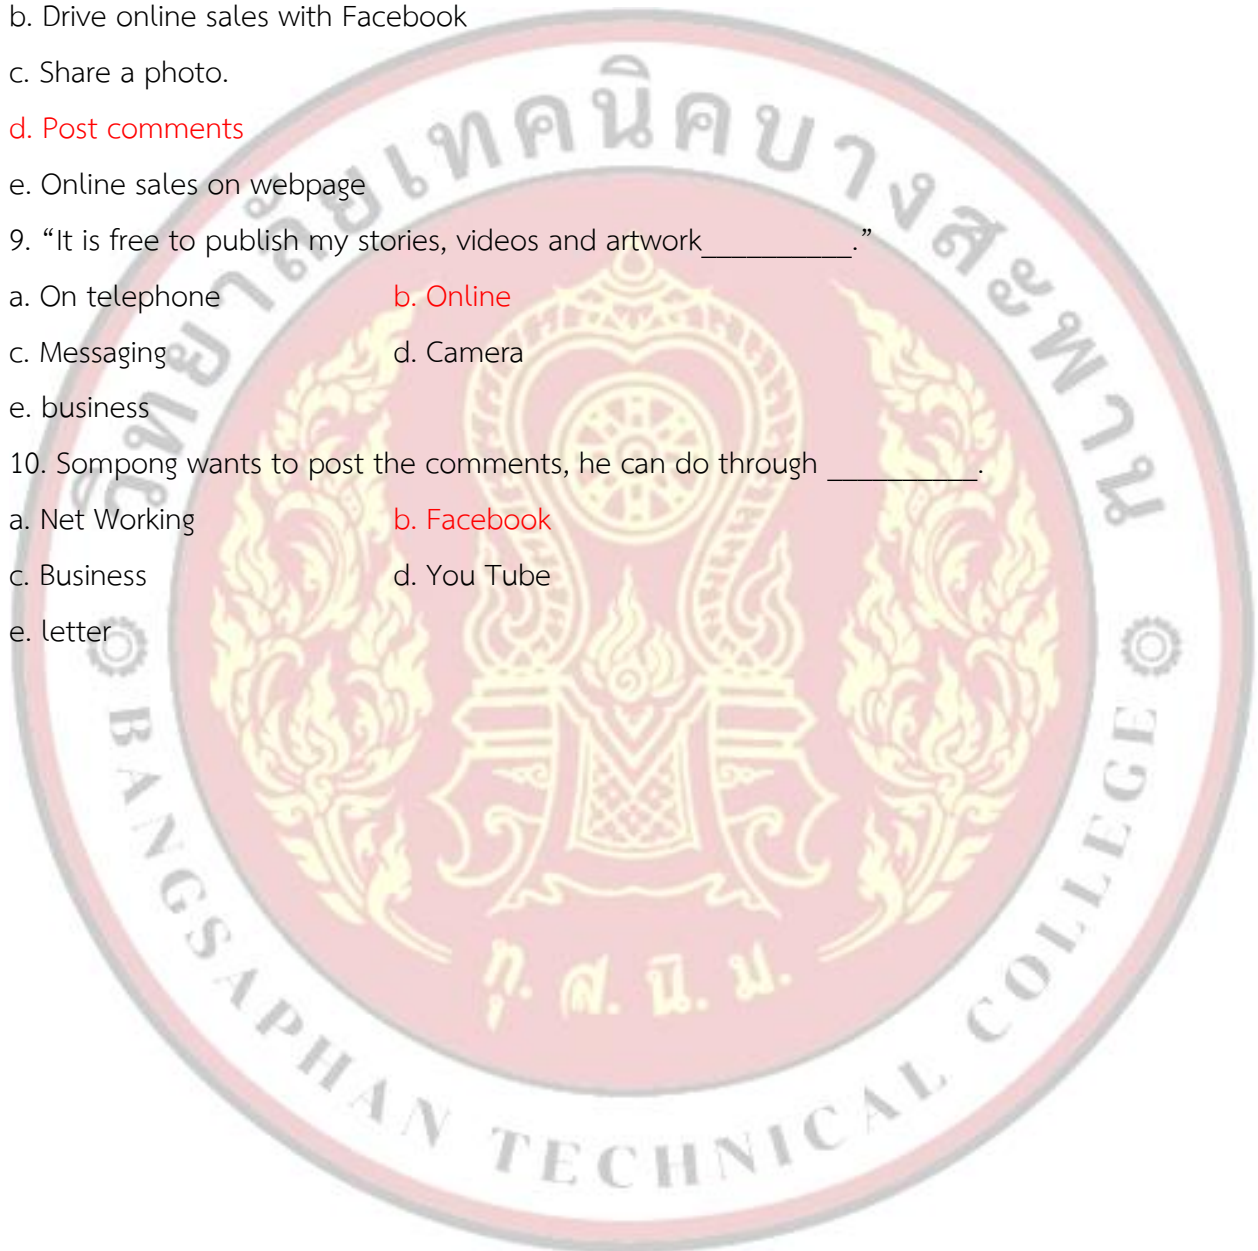 b. Drive online sales with Facebook
c. Share a photo.
d. Post comments
e. Online sales on webpage
9. “It is free to publish my stories, videos and artwork__________.”
a. On telephone b. Online
c. Messaging d. Camera
e. business
10. Sompong wants to post the comments, he can do through __________.
a. Net Working b. Facebook
c. Business d. You Tube
e. letter
วิทยาลัยเทคนิคบางสะพาน
ทุ. ส. นิ. ม.
BANGSAPHAN TECHNICAL COLLEGE